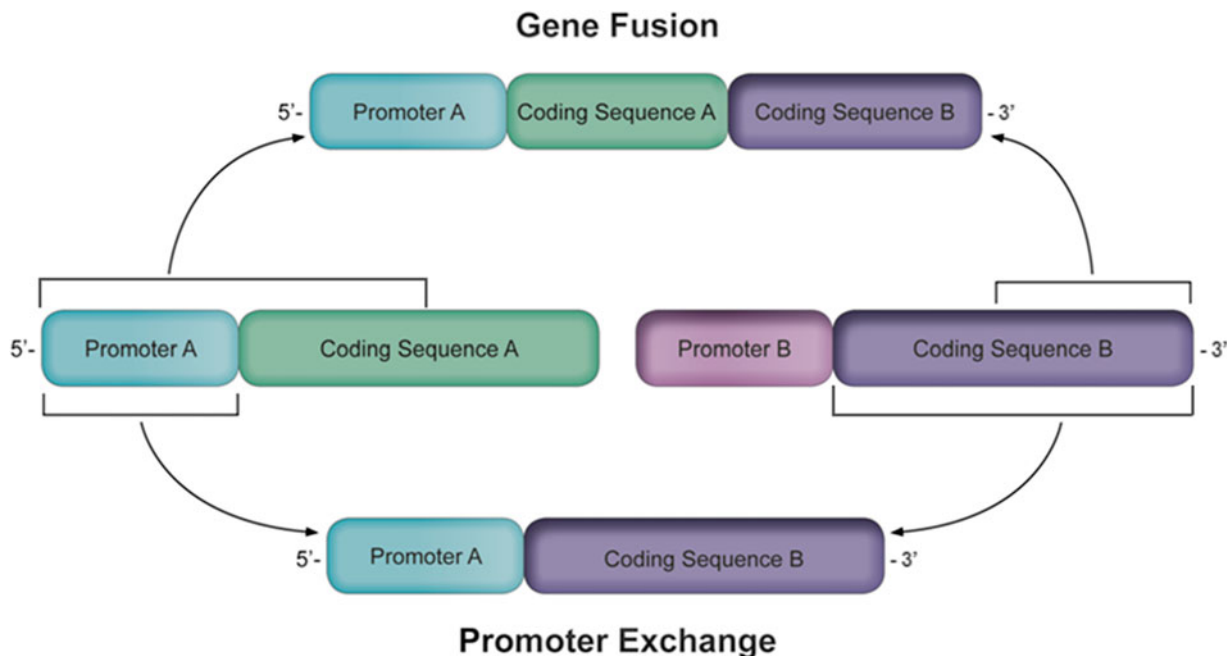 Gene Fusion
5’- Promoter A Coding Sequence A Coding Sequence B - 3’
5’- Promoter A Coding Sequence A Promoter B Coding Sequence B - 3’
5’- Promoter A Coding Sequence B - 3’
Promoter Exchange